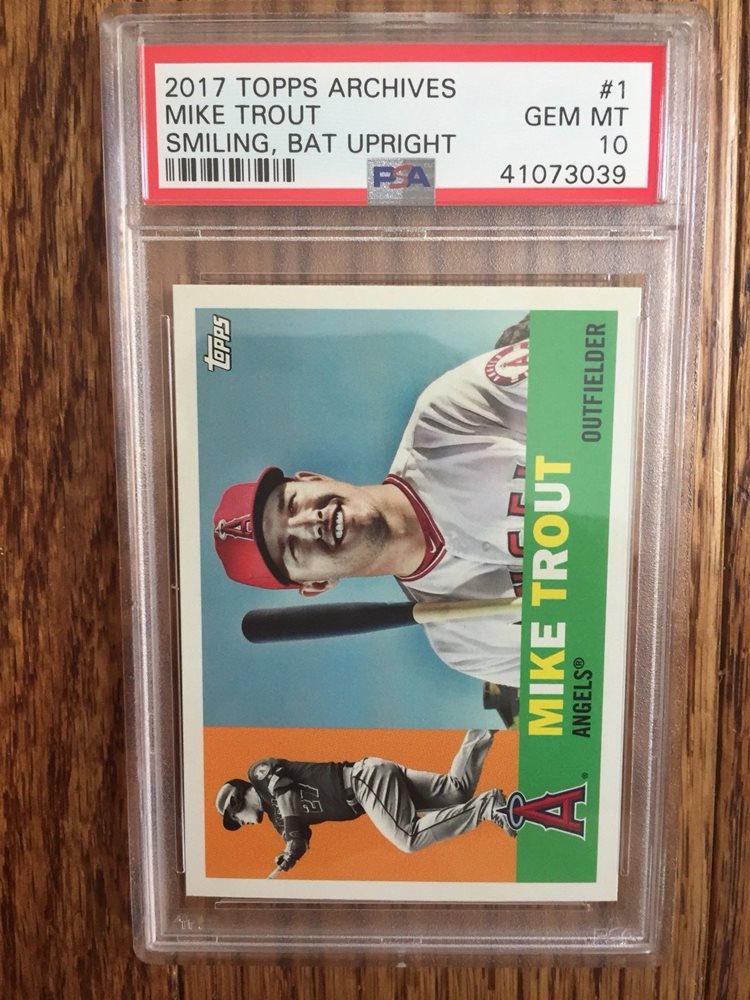 2017 TOPPS ARCHIVES #1
MIKE TROUT GEM MT
SMILING, BAT UPRIGHT 10
PSA 41073039
topps
A
27
A
MIKE TROUT
ANGELS® OUTFIELDER